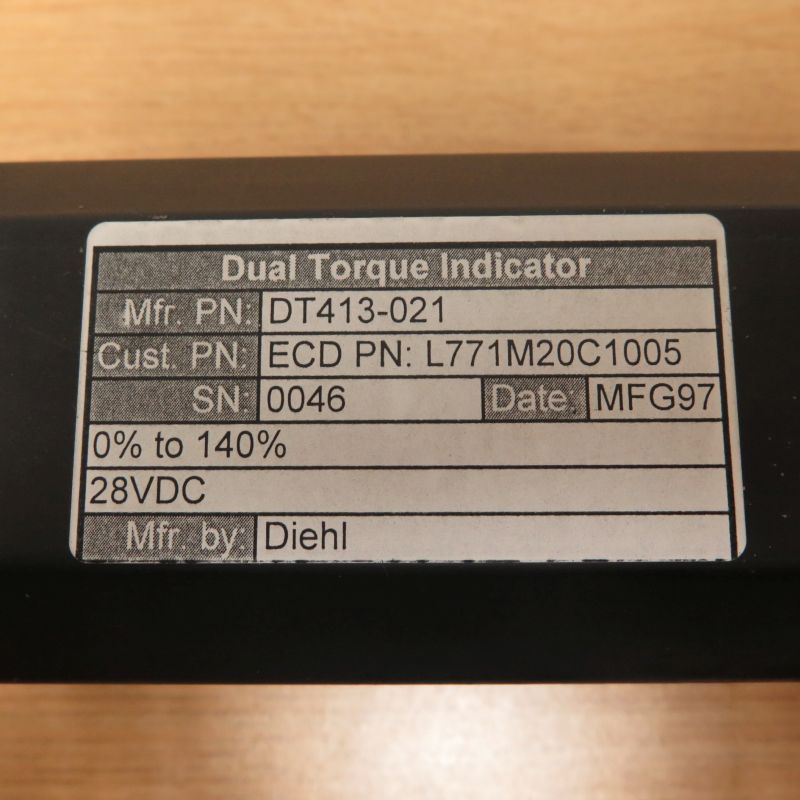 Dual Torque Indicator
Mfr. PN: DT413-021
Cust. PN: ECD PN: L771M20C1005
SN: 0046 Date: MFG97
0% to 140%
28VDC
Mfr. by: Diehl